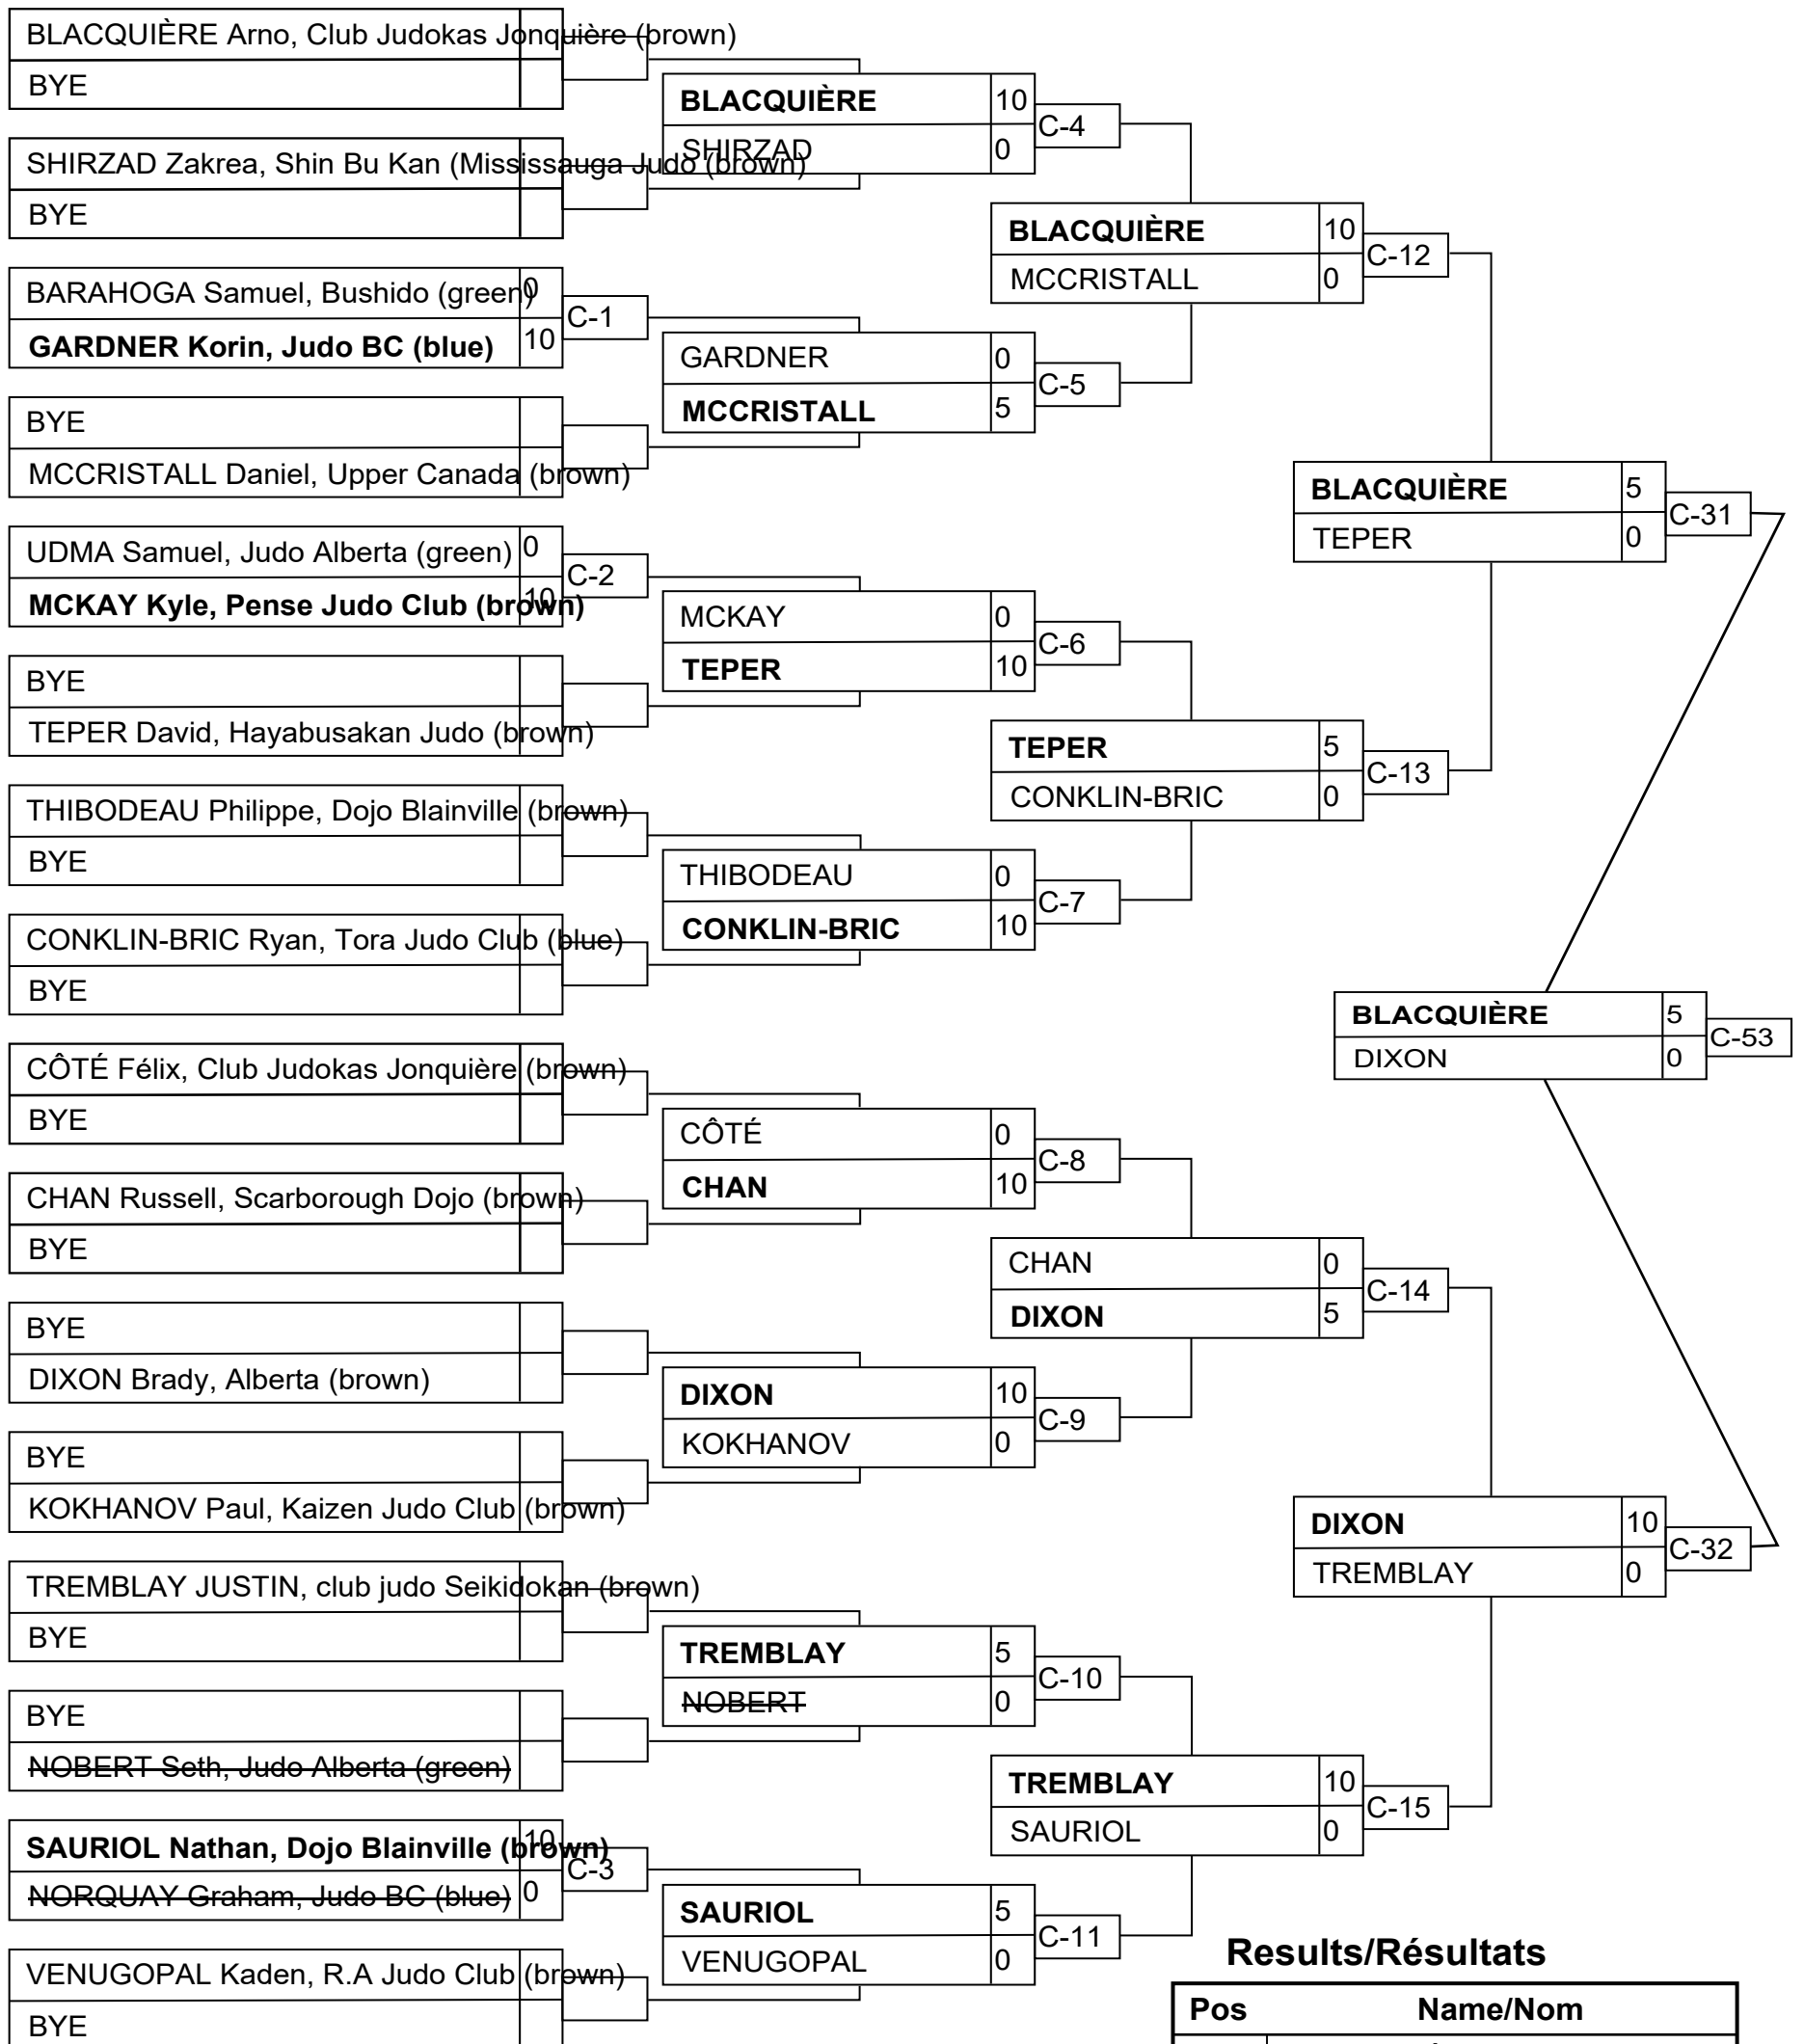 BLACQUIÈRE Arno, Club Judokas Jonquière (brown)
BYE
SHIRZAD Zakrea, Shin Bu Kan (Mississauga Judo (brown)
BYE
BARAHOGA Samuel, Bushido (green) 0
GARDNER Korin, Judo BC (blue) 10
C-1
BYE
MCCRISTALL Daniel, Upper Canada (brown)
UDMA Samuel, Judo Alberta (green) 0
MCKAY Kyle, Pense Judo Club (brown) 10
C-2
BYE
TEPER David, Hayabusakan Judo (brown)
THIBODEAU Philippe, Dojo Blainville (brown)
BYE
CONKLIN-BRIC Ryan, Tora Judo Club (blue)
BYE
CÔTÉ Félix, Club Judokas Jonquière (brown)
BYE
CHAN Russell, Scarborough Dojo (brown)
BYE
BYE
DIXON Brady, Alberta (brown)
BYE
KOKHANOV Paul, Kaizen Judo Club (brown)
TREMBLAY JUSTIN, club judo Seikidokan (brown)
BYE
BYE
NOBERT Seth, Judo Alberta (green)
SAURIOL Nathan, Dojo Blainville (brown) 10
NORQUAY Graham, Judo BC (blue) 0
C-3
VENUGOPAL Kaden, R.A Judo Club (brown)
BYE
BLACQUIÈRE 10
SHIRZAD 0
C-4
GARDNER 0
MCCRISTALL 5
C-5
MCKAY 0
TEPER 10
C-6
THIBODEAU 0
CONKLIN-BRIC 10
C-7
CÔTÉ 0
CHAN 10
C-8
DIXON 10
KOKHANOV 0
C-9
TREMBLAY 5
NOBERT 0
C-10
SAURIOL 5
VENUGOPAL 0
C-11
BLACQUIÈRE 10
MCCRISTALL 0
C-12
TEPER 5
CONKLIN-BRIC 0
C-13
CHAN 0
DIXON 5
C-14
TREMBLAY 10
SAURIOL 0
C-15
BLACQUIÈRE 5
TEPER 0
C-31
DIXON 10
TREMBLAY 0
C-32
BLACQUIÈRE 5
DIXON 0
C-53
Results/Résultats
Pos Name/Nom